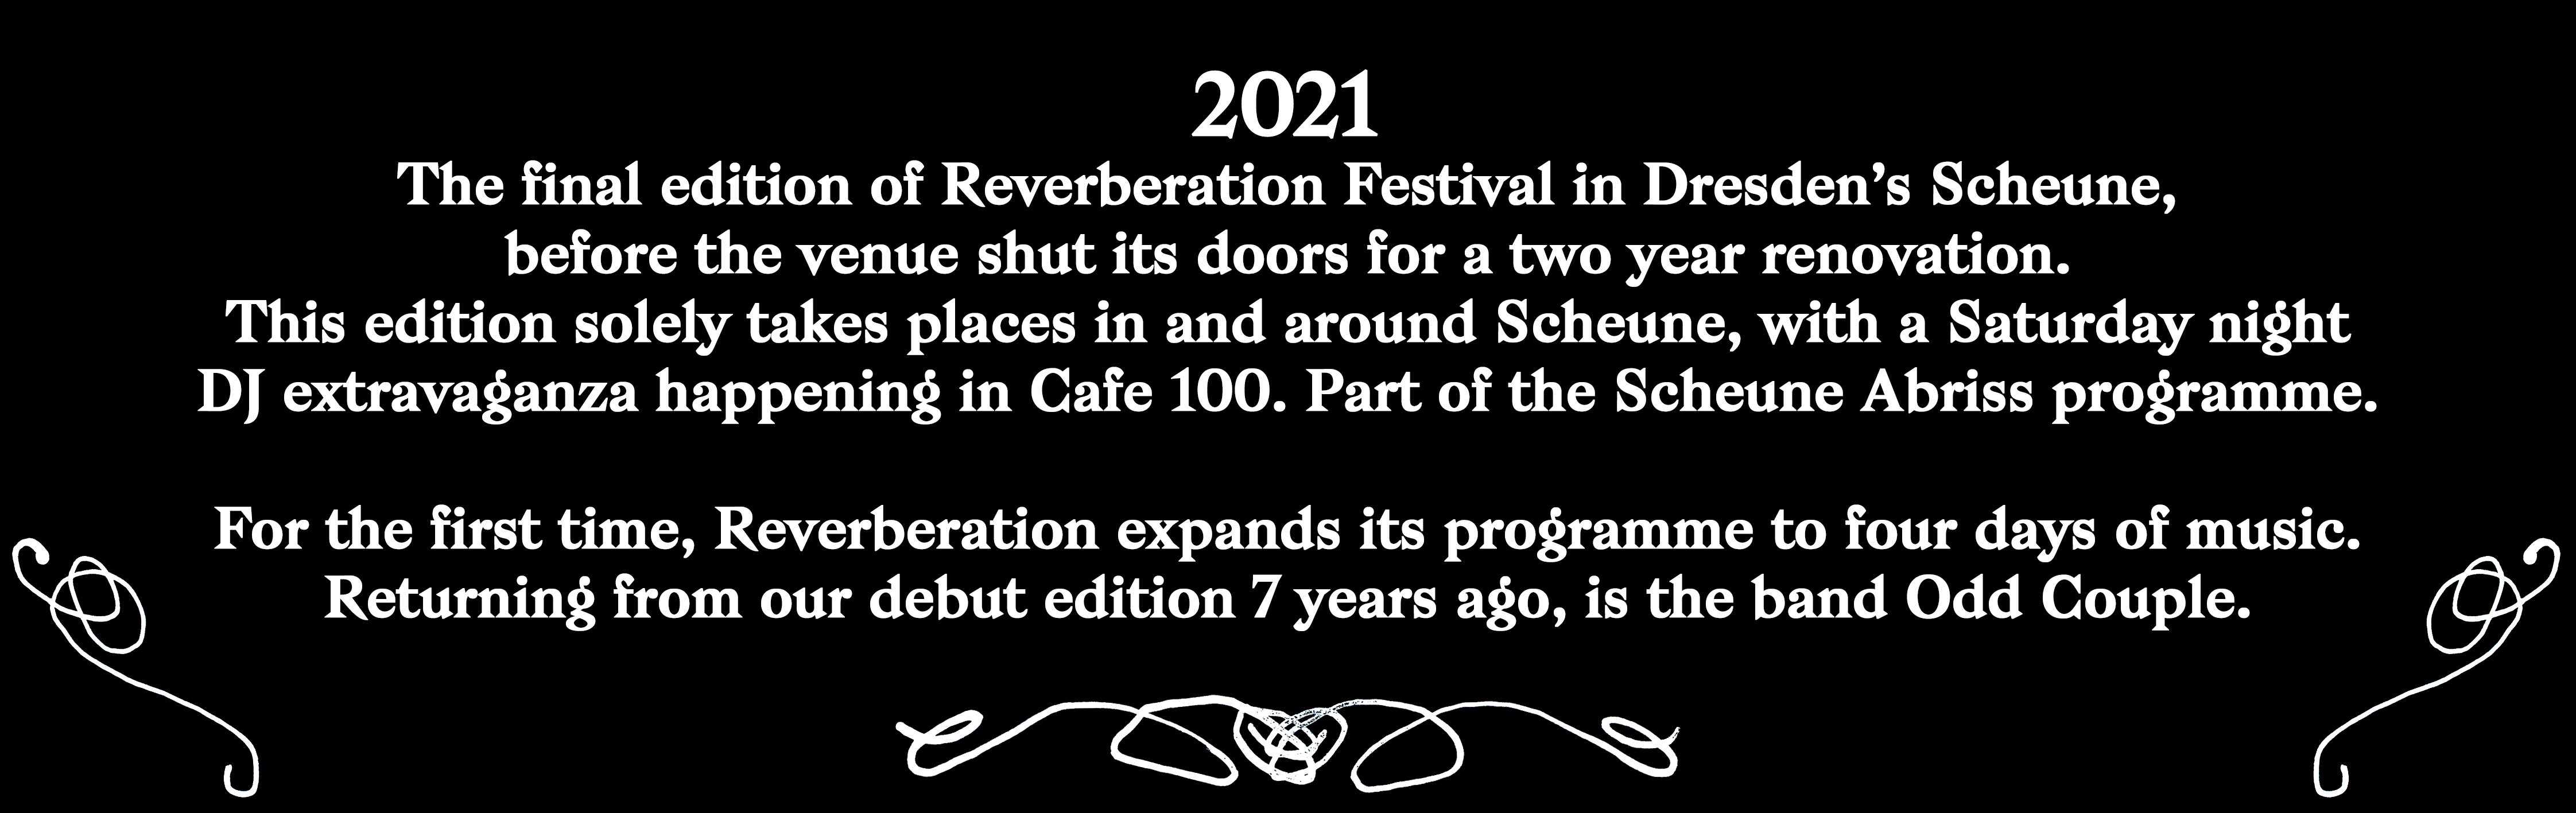 2021
The final edition of Reverberation Festival in Dresden’s Scheune,
before the venue shut its doors for a two year renovation.
This edition solely takes places in and around Scheune, with a Saturday night
DJ extravaganza happening in Cafe 100. Part of the Scheune Abriss programme.
For the first time, Reverberation expands its programme to four days of music.
Returning from our debut edition 7 years ago, is the band Odd Couple.